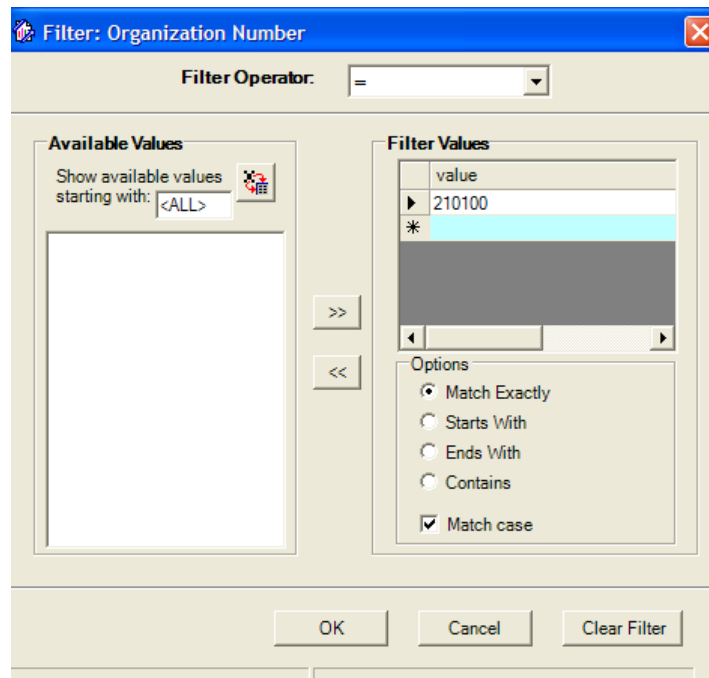 Filter: Organization Number
Filter Operator: =
Available Values
Show available values
starting with: <ALL>
>>
<<
Filter Values
value
210100
Options
Match Exactly
Starts With
Ends With
Contains
Match case
OK Cancel Clear Filter